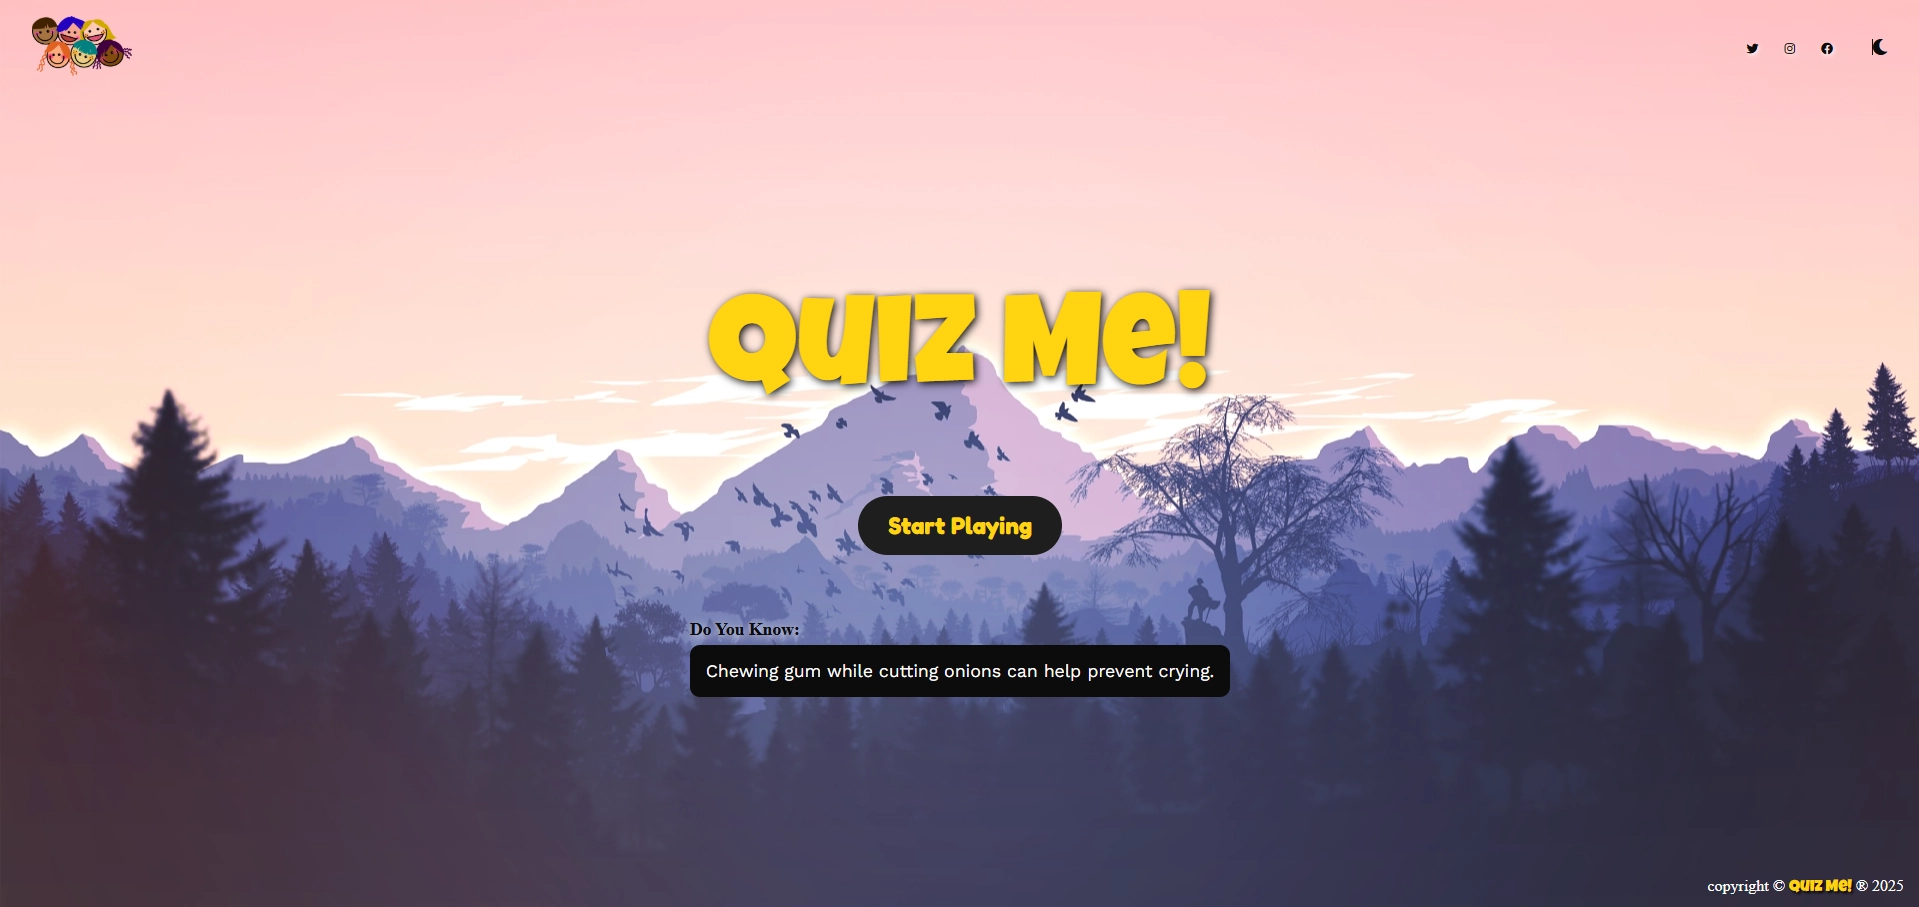 Quiz Me!
Start Playing
Do You Know:
Chewing gum while cutting onions can help prevent crying.
copyright © Quiz Me! ® 2025